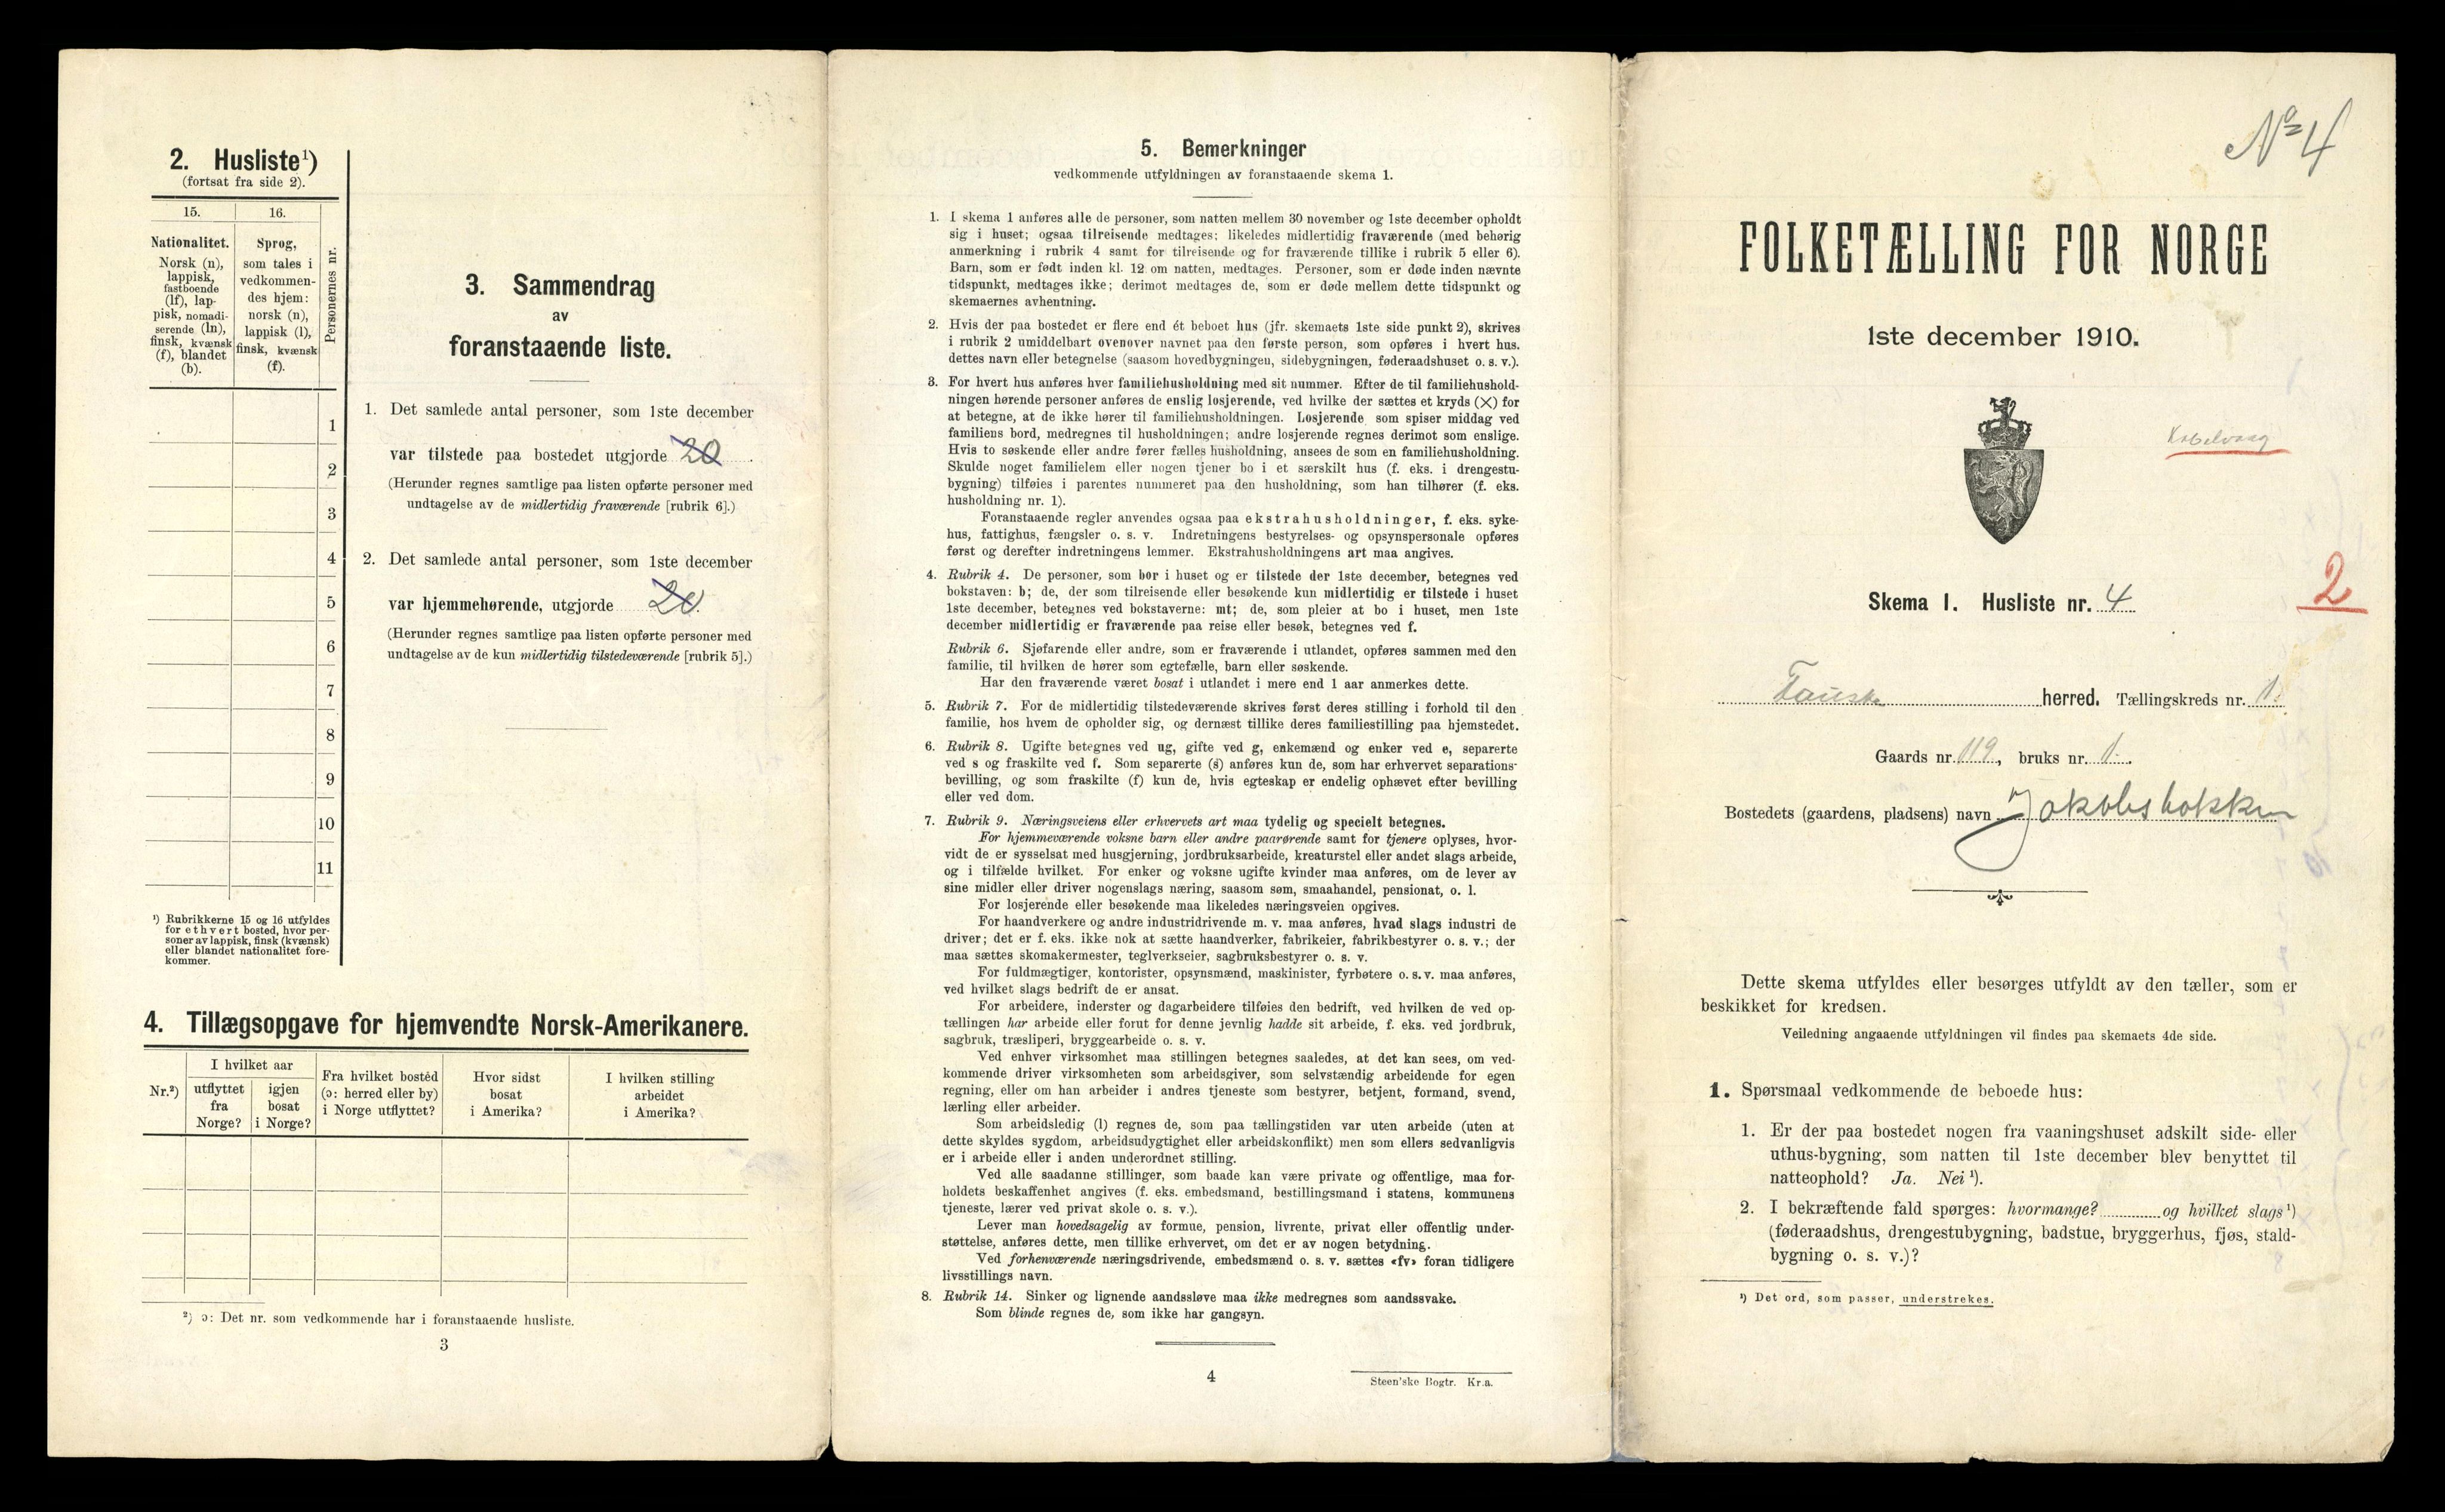 2. Husliste¹)
(fortsat fra side 2).
15.
16.
Nationalitet.
Norsk (n),
lappisk,
fastboende
(lf), lap-
pisk, nomadi-
serende (ln),
finsk, kvænsk
(f), blandet
(b).
Sprog,
som tales i
vedkommen-
des hjem:
norsk (n),
lappisk (l),
finsk, kvænsk
(f).
Personernes nr.
1
2
3
4
5
6
7
8
9
10
11
¹) Rubrikkerne 15 og 16 utfyldes
for ethvert bosted, hvor per-
soner av lappisk, finsk (kvænsk)
eller blandet nationalitet fore-
kommer.
3. Sammendrag
av
foranstaaende liste.
1. Det samlede antal personer, som 1ste december
var tilstede paa bostedet utgjorde 20.
(Herunder regnes samtlige paa listen opførte personer med
undtagelse av de midlertidig fraværende [rubrik 6].)
2. Det samlede antal personer, som 1ste december
var hjemmehørende, utgjorde 20.
(Herunder regnes samtlige paa listen opførte personer med
undtagelse av de kun midlertidig tilstedeværende [rubrik 5].)
4. Tillægsopgave for hjemvendte Norsk-Amerikanere.
Nr.²)
I hvilket aar
utflyttet
fra
Norge?
igjen
bosat
i Norge?
Fra hvilket bosted
(ɔ: herred eller by)
i Norge utflyttet?
Hvor sidst
bosat
i Amerika?
I hvilken stilling
arbeidet
i Amerika?
²) ɔ: Det nr. som vedkommende har i foranstaaende husliste.
3
5. Bemerkninger
vedkommende utfyldningen av foranstaaende skema 1.
1. I skema 1 anføres alle de personer, som natten mellem 30 november og 1ste december opholdt
sig i huset; ogsaa tilreisende medtages; likeledes midlertidig fraværende (med behørig
anmerkning i rubrik 4 samt for tilreisende og for fraværende tillike i rubrik 5 eller 6).
Barn, som er født inden kl. 12 om natten, medtages. Personer, som er døde inden nævnte
tidspunkt, medtages ikke; derimot medtages de, som er døde mellem dette tidspunkt og
skemaernes avhentning.
2. Hvis der paa bostedet er flere end ét beboet hus (jfr. skemaets 1ste side punkt 2), skrives
i rubrik 2 umiddelbart ovenover navnet paa den første person, som opføres i hvert hus.
dettes navn eller betegnelse (saasom hovedbygningen, sidebygningen, føderaadshuset o. s. v.).
3. For hvert hus anføres hver familiehusholdning med sit nummer. Efter de til familiehushold-
ningen hørende personer anføres de enslig losjerende, ved hvilke der sættes et kryds (✕) for
at betegne, at de ikke hører til familiehusholdningen. Losjerende som spiser middag ved
familiens bord, medregnes til husholdningen; andre losjerende regnes derimot som enslige.
Hvis to søskende eller andre fører fælles husholdning, ansees de som en familiehusholdning.
Skulde noget familielem eller nogen tjener bo i et særskilt hus (f. eks. i drengestu-
bygning) tilføies i parentes nummeret paa den husholdning, som han tilhører (f. eks.
husholdning nr. 1).
Foranstaaende regler anvendes ogsaa paa ekstrahusholdninger, f. eks. syke-
hus, fattighus, fængsler o. s. v. Indretningens bestyrelses- og opsynspersonale opføres
først og derefter indretningens lemmer. Ekstrahusholdningens art maa angives.
4. Rubrik 4. De personer, som bor i huset og er tilstede der 1ste december, betegnes ved
bokstaven: b; de, der som tilreisende eller besøkende kun midlertidig er tilstede i huset
1ste december, betegnes ved bokstaverne: mt; de, som pleier at bo i huset, men 1ste
december midlertidig er fraværende paa reise eller besøk, betegnes ved f.
Rubrik 6. Sjøfarende eller andre, som er fraværende i utlandet, opføres sammen med den
familie, til hvilken de hører som egtefælle, barn eller søskende.
Har den fraværende været bosat i utlandet i mere end 1 aar anmerkes dette.
5. Rubrik 7. For de midlertidig tilstedeværende skrives først deres stilling i forhold til den
familie, hos hvem de opholder sig, og dernæst tillike deres familiestilling paa hjemstedet.
6. Rubrik 8. Ugifte betegnes ved ug, gifte ved g, enkemænd og enker ved e, separerte
ved s og fraskilte ved f. Som separerte (s) anføres kun de, som har erhvervet separations-
bevilling, og som fraskilte (f) kun de, hvis egteskap er endelig ophævet efter bevilling
eller ved dom.
7. Rubrik 9. Næringsveiens eller erhvervets art maa tydelig og specielt betegnes.
For hjemmeværende voksne barn eller andre paarørende samt for tjenere oplyses, hvor-
vidt de er sysselsat med husgjerning, jordbruksarbeide, kreaturstel eller andet slags arbeide,
og i tilfælde hvilket. For enker og voksne ugifte kvinder maa anføres, om de lever av
sine midler eller driver nogenslags næring, saasom søm, smaahandel, pensionat, o. l.
For losjerende eller besøkende maa likeledes næringsveien opgives.
For haandverkere og andre industridrivende m. v. maa anføres, hvad slags industri de
driver; det er f. eks. ikke nok at sætte haandverker, fabrikeier, fabrikbestyrer o. s. v.; der
maa sættes skomakermester, teglverkseier, sagbruksbestyrer o. s. v.
For fuldmægtiger, kontorister, opsynsmænd, maskinister, fyrbøtere o. s. v. maa anføres,
ved hvilket slags bedrift de er ansat.
For arbeidere, inderster og dagarbeidere tilføies den bedrift, ved hvilken de ved op-
tællingen har arbeide eller forut for denne jevnlig hadde sit arbeide, f. eks. ved jordbruk,
sagbruk, træsliperi, bryggearbeide o. s. v.
Ved enhver virksomhet maa stillingen betegnes saaledes, at det kan sees, om ved-
kommende driver virksomheten som arbeidsgiver, som selvstændig arbeidende for egen
regning, eller om han arbeider i andres tjeneste som bestyrer, betjent, formand, svend,
lærling eller arbeider.
Som arbeidsledig (l) regnes de, som paa tællingstiden var uten arbeide (uten at
dette skyldes sygdom, arbeidsudygtighet eller arbeidskonflikt) men som ellers sedvanligvis
er i arbeide eller i anden underordnet stilling.
Ved alle saadanne stillinger, som baade kan være private og offentlige, maa for-
holdets beskaffenhet angives (f. eks. embedsmand, bestillingsmand i statens, kommunens
tjeneste, lærer ved privat skole o. s. v.).
Lever man hovedsagelig av formue, pension, livrente, privat eller offentlig under-
støttelse, anføres dette, men tillike erhvervet, om det er av nogen betydning.
Ved forhenværende næringsdrivende, embedsmænd o. s. v. sættes «fv» foran tidligere
livsstillings navn.
8. Rubrik 14. Sinker og lignende aandssløve maa ikke medregnes som aandssvake.
Som blinde regnes de, som ikke har gangsyn.
4
Steen'ske Bogtr. Kr.a.
Nº 4
FOLKETÆLLING FOR NORGE
1ste december 1910.
2
Skema I. Husliste nr. 4
herred. Tællingskreds nr. 1.
Gaards nr. 119, bruks nr. 1.
Bostedets (gaardens, pladsens) navn Jakobsbakken
Dette skema utfyldes eller besørges utfyldt av den tæller, som er
beskikket for kredsen.
Veiledning angaaende utfyldningen vil findes paa skemaets 4de side.
1. Spørsmaal vedkommende de beboede hus:
1. Er der paa bostedet nogen fra vaaningshuset adskilt side- eller
uthus-bygning, som natten til 1ste december blev benyttet til
natteophold? Ja. Nei ¹).
2. I bekræftende fald spørges: hvormange? og hvilket slags ¹)
(føderaadshus, drengestubygning, badstue, bryggerhus, fjøs, stald-
bygning o. s. v.)?
¹) Det ord, som passer, understrekes.